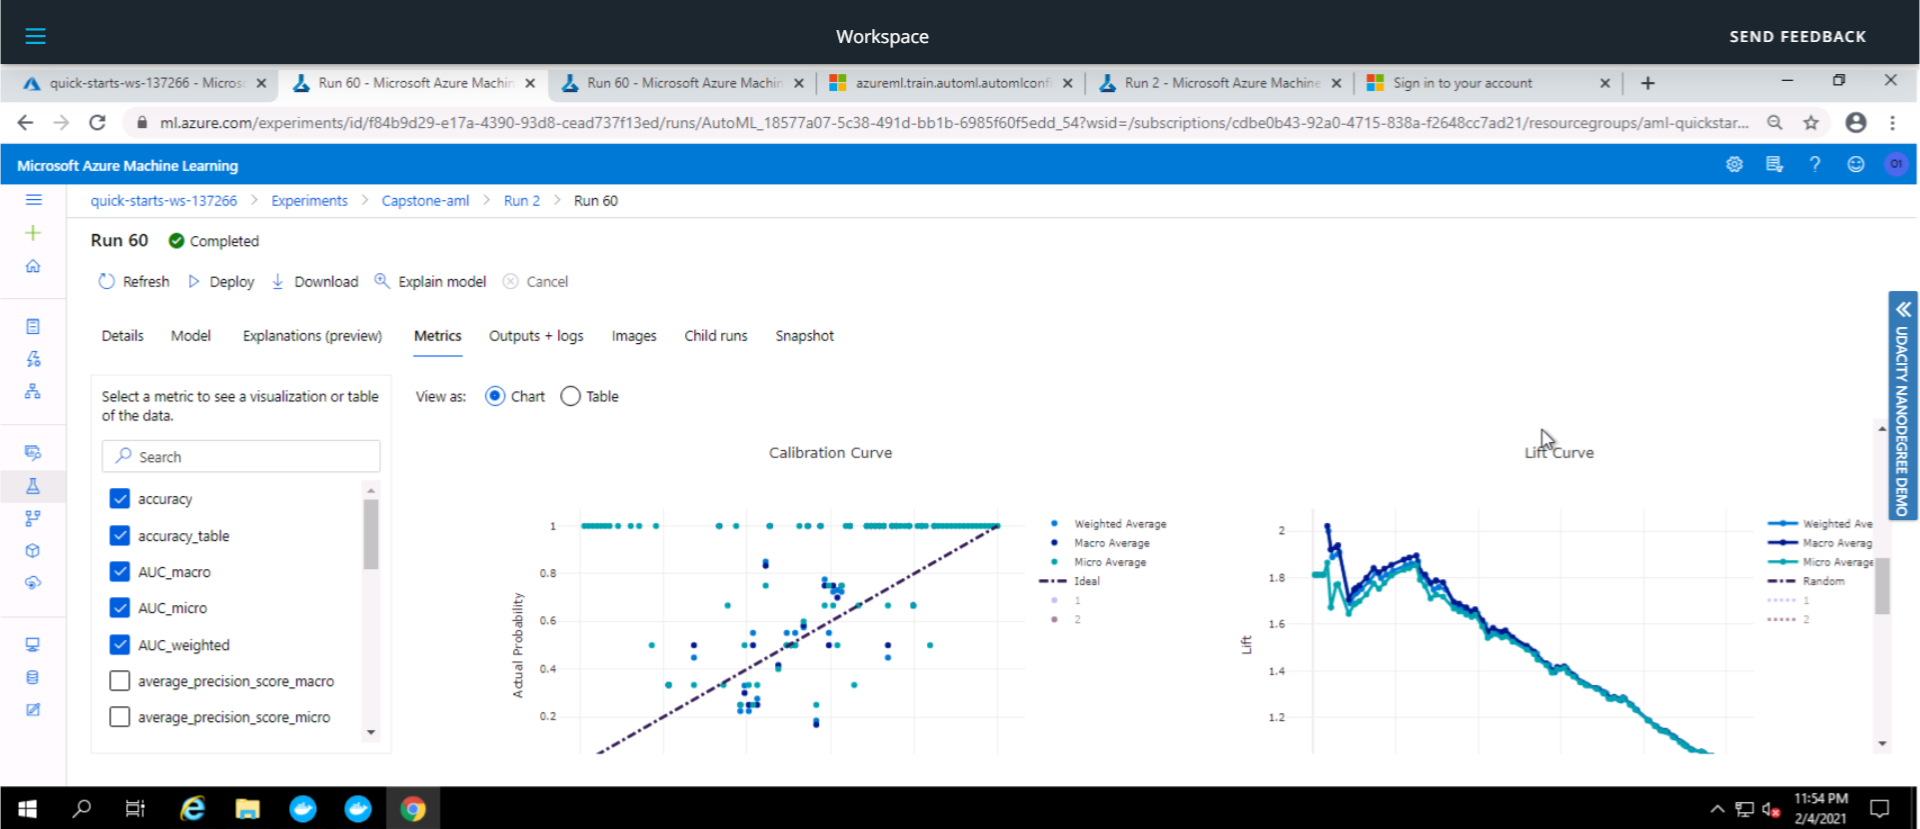 Workspace
SEND FEEDBACK
quick-starts-ws-137266 - Micros
Run 60 - Microsoft Azure Machin
Run 60 - Microsoft Azure Machin
azureml.train.automl.automlconfi
Run 2 - Microsoft Azure Machine
Sign in to your account
ml.azure.com/experiments/id/f84b9d29-e17a-4390-93d8-cead737f13ed/runs/AutoML_18577a07-5c38-491d-bb1b-6985f60f5edd_54?wsid=/subscriptions/cdbe0b43-92a0-4715-838a-f2648cc7ad21/resourcegroups/aml-quickstar...
Microsoft Azure Machine Learning
O1
quick-starts-ws-137266 > Experiments > Capstone-aml > Run 2 > Run 60
Run 60 Completed
Refresh Deploy Download Explain model Cancel
Details Model Explanations (preview) Metrics Outputs + logs Images Child runs Snapshot
Select a metric to see a visualization or table
of the data.
Search
accuracy
accuracy_table
AUC_macro
AUC_micro
AUC_weighted
average_precision_score_macro
average_precision_score_micro
View as: Chart Table
Calibration Curve
Actual Probability
1
0.8
0.6
0.4
0.2
Weighted Average
Macro Average
Micro Average
Ideal
1
2
Lift Curve
Lift
2
1.8
1.6
1.4
1.2
Weighted Ave
Macro Averag
Micro Average
Random
1
2
UDACITY NANODEGREE DEMO
11:54 PM
2/4/2021